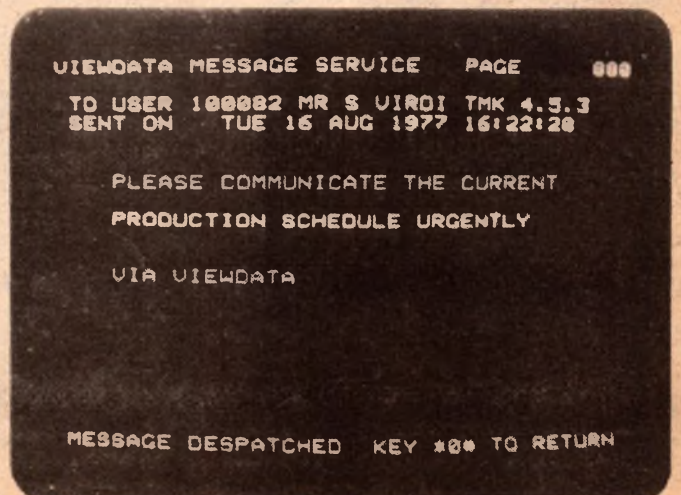 VIEWDATA MESSAGE SERVICE PAGE 000
TO USER 100082 MR S VIRDI TMK 4.5.3
SENT ON TUE 16 AUG 1977 16:22:28
PLEASE COMMUNICATE THE CURRENT
PRODUCTION SCHEDULE URGENTLY
VIA VIEWDATA
MESSAGE DESPATCHED KEY *0* TO RETURN